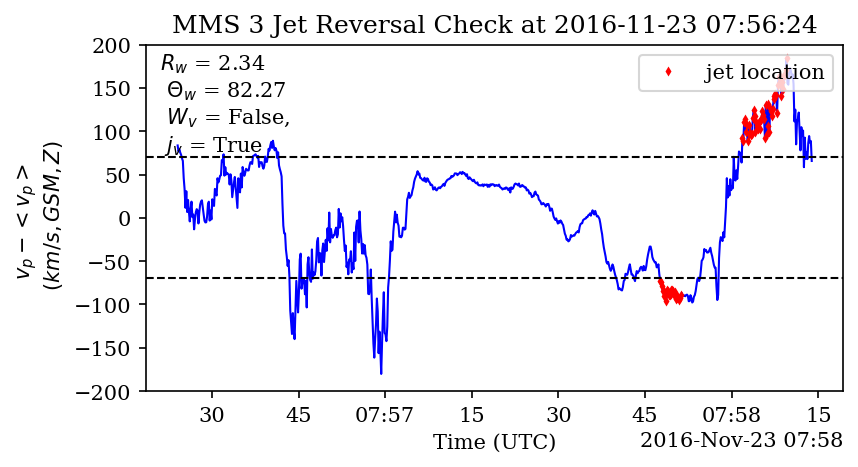 MMS 3 Jet Reversal Check at 2016-11-23 07:56:24
200
150
100
50
0
−50
−100
−150
−200
v_p − < v_p >
(km/s, GSM, Z)
R_w = 2.34
Θ_w = 82.27
W_v = False,
j_v = True
jet location
30
45
07:57
15
30
45
07:58
15
Time (UTC)
2016-Nov-23 07:58